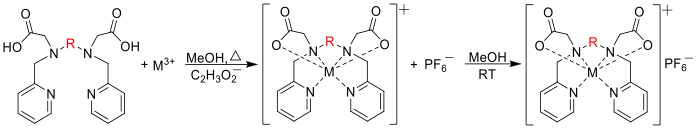 O O O O
R + R +
OH HO N N O N N O O N N O
+ M³⁺ MeOH, △ M + PF₆⁻ MeOH M PF₆⁻
N N C₂H₃O₂⁻ N N RT N N